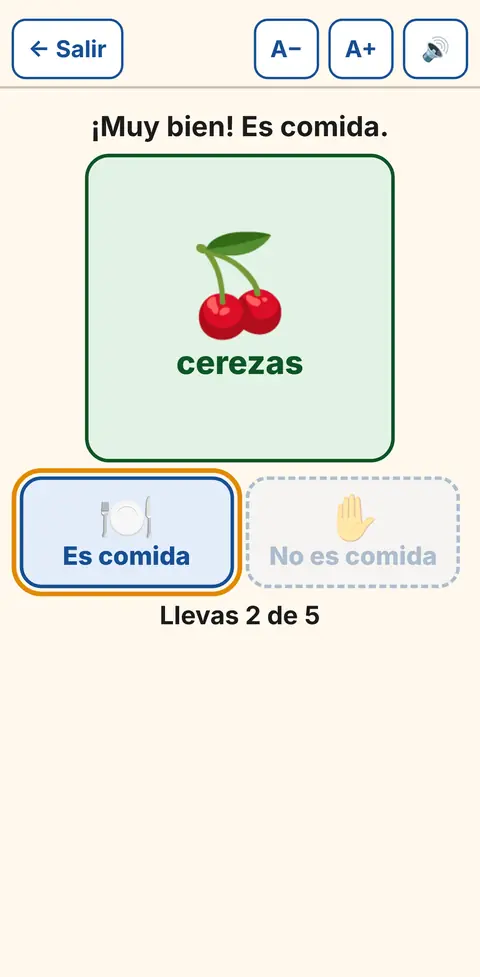 ← Salir
A−
A+
¡Muy bien! Es comida.
cerezas
Es comida
No es comida
Llevas 2 de 5